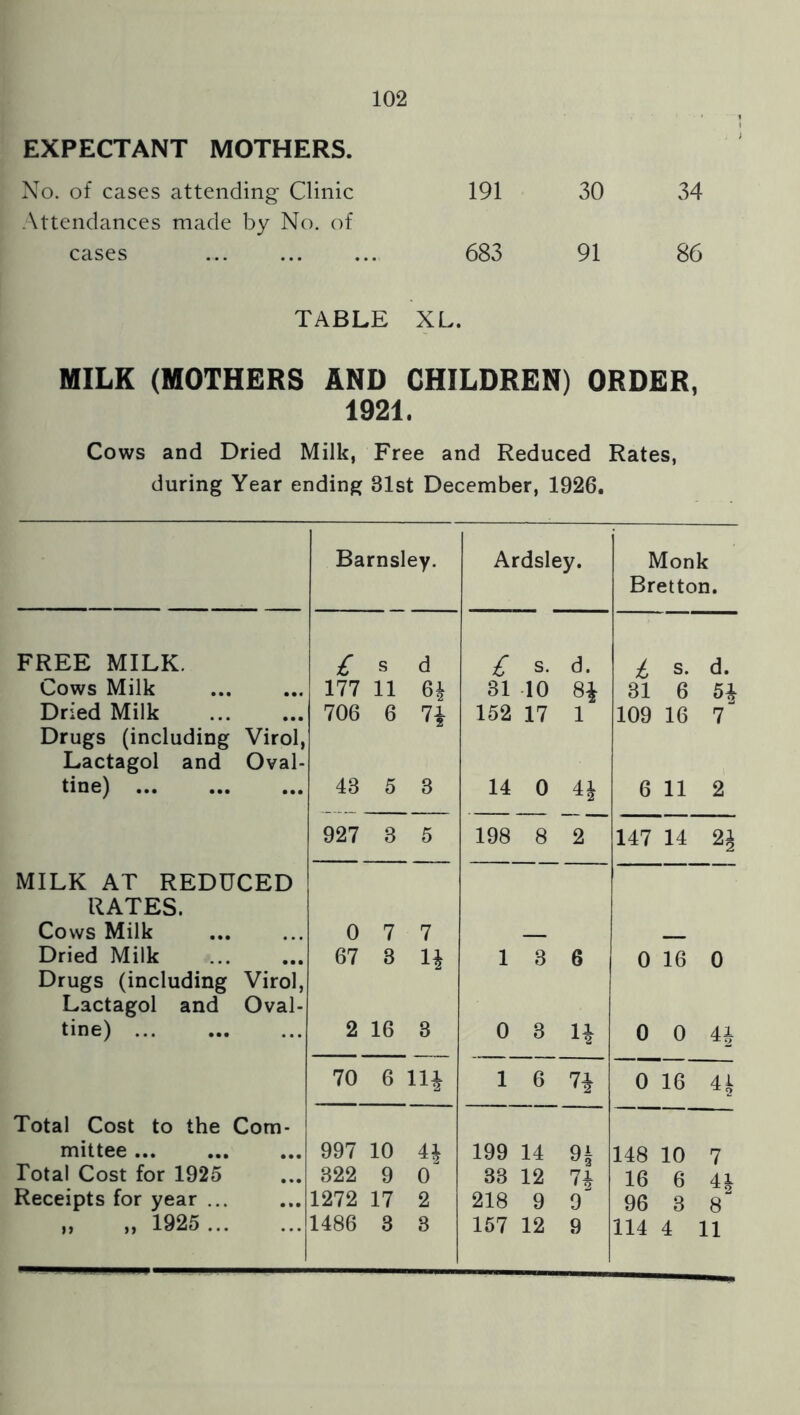 102
EXPECTANT MOTHERS.
No. of cases attending Clinic 191 30 34
Attendances made by No. of
cases ... ... ... 683 91 86
TABLE XL.
MILK (MOTHERS AND CHILDREN) ORDER,
1921.
Cows and Dried Milk, Free and Reduced Rates,
during Year ending 31st December, 1926.
Barnsley. Ardsley. Monk
Bretton.
FREE MILK. £ s d £ s. d. £ s. d.
Cows Milk ... ... 177 11 6½ 31 10 8½ 31 6 5½
Dried Milk ... ... 706 6 7½ 152 17 1 109 16 7
Drugs (including Virol,
Lactagol and Oval-
tine) ... ... ... 43 5 3 14 0 4½ 6 11 2
927 3 5 198 8 2 147 14 2½
MILK AT REDUCED
RATES.
Cows Milk ... ... 0 7 7 — —
Dried Milk ... ... 67 3 1½ 1 3 6 0 16 0
Drugs (including Virol,
Lactagol and Oval-
tine) ... ... ... 2 16 3 0 3 1½ 0 0 4½
70 6 11½ 1 6 7½ 0 16 4½
Total Cost to the Com-
mittee ... ... ... 997 10 4½ 199 14 9½ 148 10 7
Total Cost for 1925 ... 322 9 0 33 12 7½ 16 6 4½
Receipts for year ... ... 1272 17 2 218 9 9 96 3 8
„ „ 1925 ... ... 1486 3 3 157 12 9 114 4 11